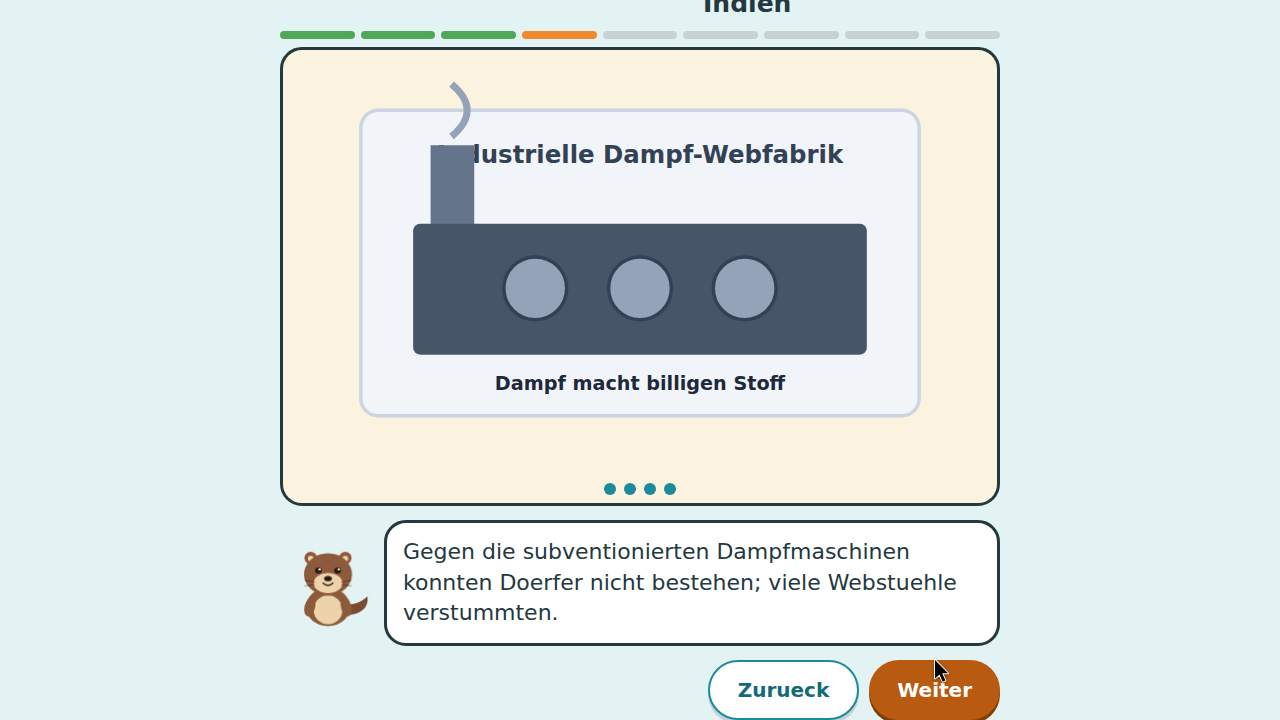 Indien
dustrielle Dampf-Webfabrik
Dampf macht billigen Stoff
Gegen die subventionierten Dampfmaschinen
konnten Doerfer nicht bestehen; viele Webstuehle
verstummten.
Zurueck
Weiter